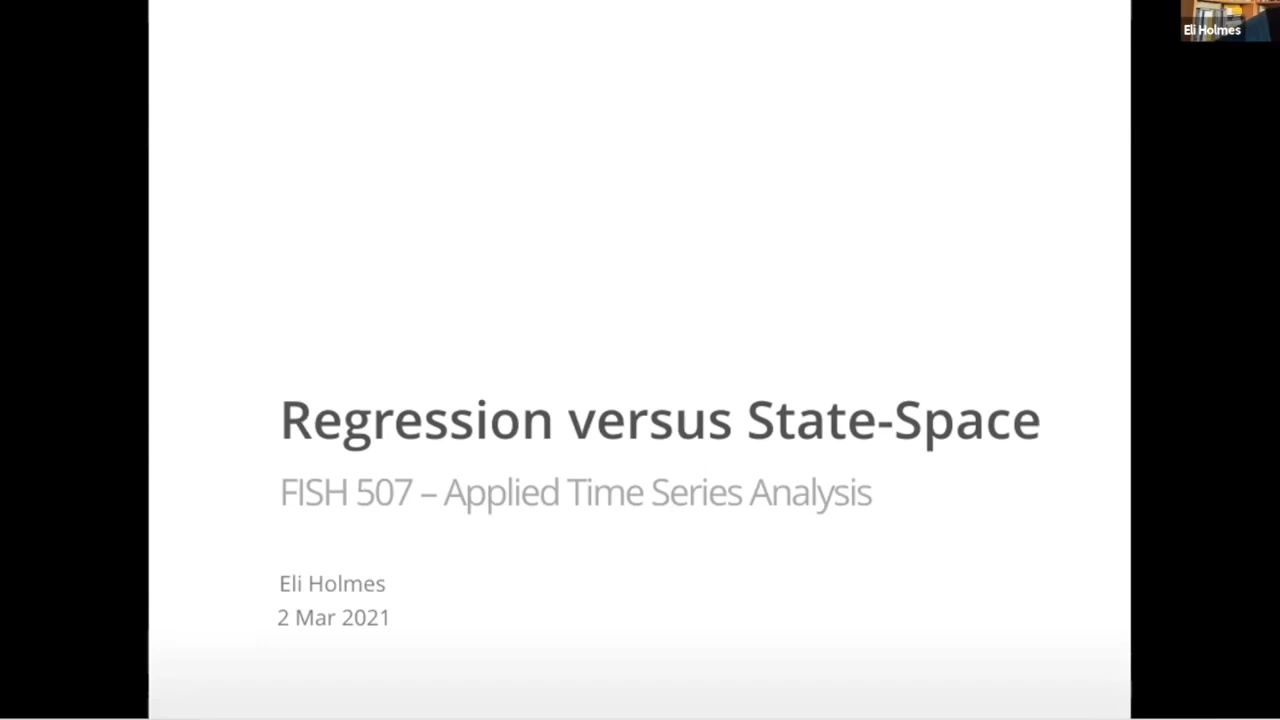 Eli Holmes
Regression versus State-Space
FISH 507 – Applied Time Series Analysis
Eli Holmes
2 Mar 2021